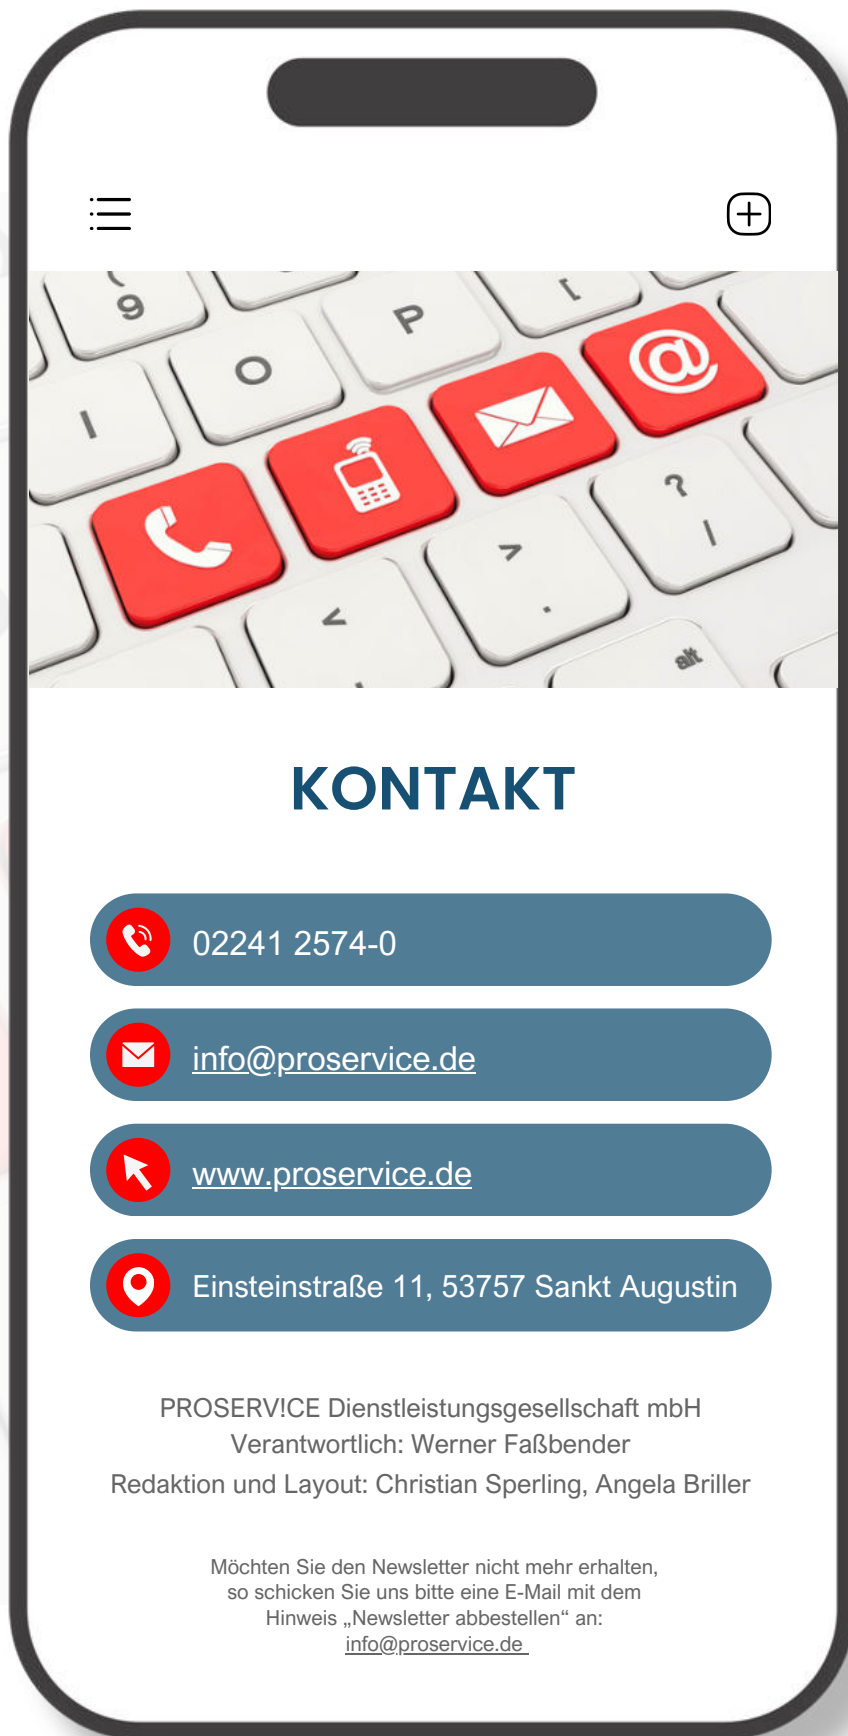 ( 9
P [
O
I
@
?
/
>
.
<
,
alt
KONTAKT
02241 2574-0
info@proservice.de
www.proservice.de
Einsteinstraße 11, 53757 Sankt Augustin
PROSERV!CE Dienstleistungsgesellschaft mbH
Verantwortlich: Werner Faßbender
Redaktion und Layout: Christian Sperling, Angela Briller
Möchten Sie den Newsletter nicht mehr erhalten,
so schicken Sie uns bitte eine E-Mail mit dem
Hinweis „Newsletter abbestellen“ an:
info@proservice.de